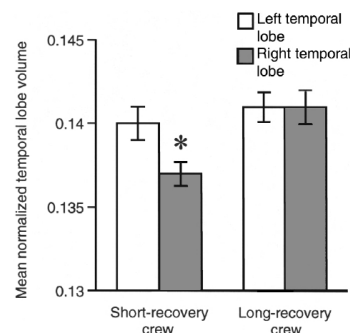 Left temporal
lobe
Right temporal
lobe
Mean normalized temporal lobe volume
0.145
0.14
0.135
0.13
*
Short-recovery
crew
Long-recovery
crew